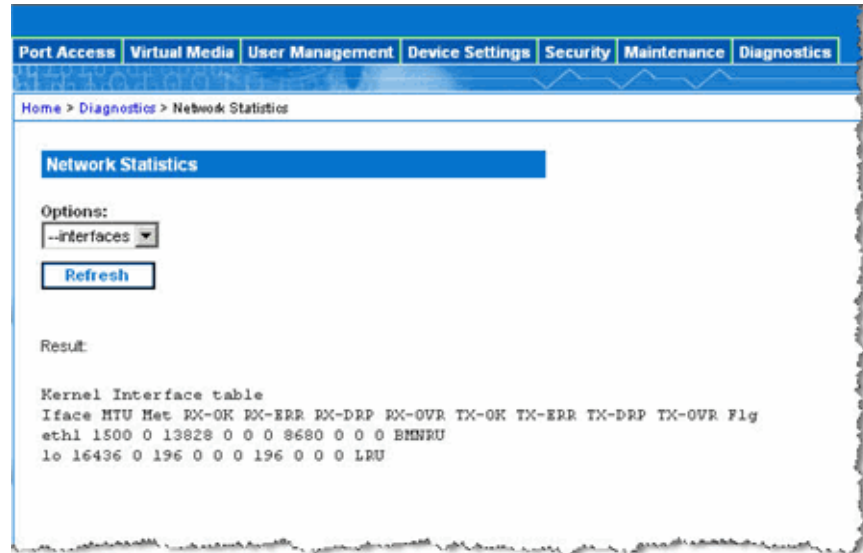 Port Access Virtual Media User Management Device Settings Security Maintenance Diagnostics
Home > Diagnostics > Network Statistics
Network Statistics
Options:
--interfaces
Refresh
Result:
Kernel Interface table
Iface MTU Met RX-OK RX-ERR RX-DRP RX-OVR TX-OK TX-ERR TX-DRP TX-OVR Flg
eth1 1500 0 13828 0 0 0 8680 0 0 0 BMNRU
lo 16436 0 196 0 0 0 196 0 0 0 LRU